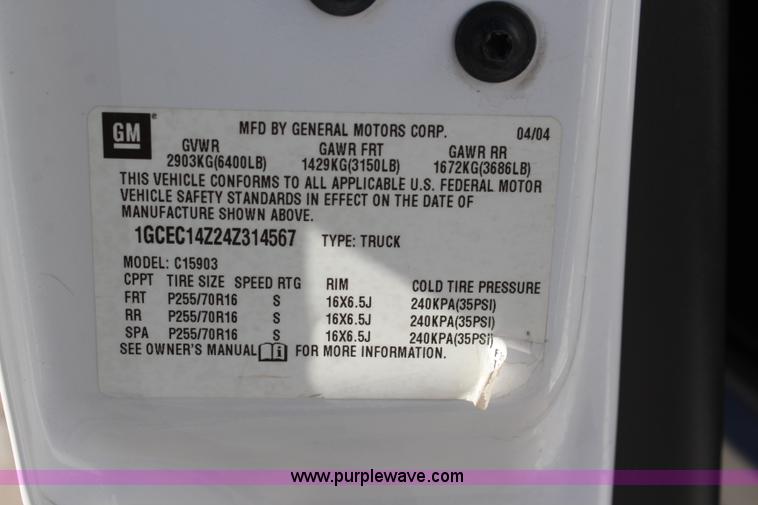 GM® MFD BY GENERAL MOTORS CORP. 04/04
GVWR GAWR FRT GAWR RR
2903KG(6400LB) 1429KG(3150LB) 1672KG(3686LB)
THIS VEHICLE CONFORMS TO ALL APPLICABLE U.S. FEDERAL MOTOR
VEHICLE SAFETY STANDARDS IN EFFECT ON THE DATE OF
MANUFACTURE SHOWN ABOVE.
1GCEC14Z24Z314567 TYPE: TRUCK
MODEL: C15903
CPPT TIRE SIZE SPEED RTG RIM COLD TIRE PRESSURE
FRT P255/70R16 S 16X6.5J 240KPA(35PSI)
RR P255/70R16 S 16X6.5J 240KPA(35PSI)
SPA P255/70R16 S 16X6.5J 240KPA(35PSI)
SEE OWNER'S MANUAL i FOR MORE INFORMATION.
www.purplewave.com